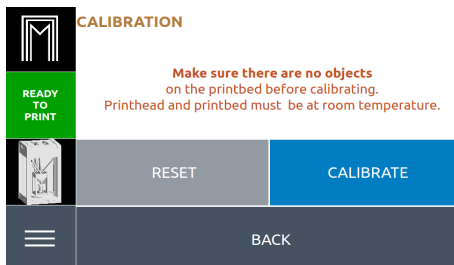 CALIBRATION
READY
TO
PRINT
Make sure there are no objects
on the printbed before calibrating.
Printhead and printbed must be at room temperature.
RESET
CALIBRATE
BACK